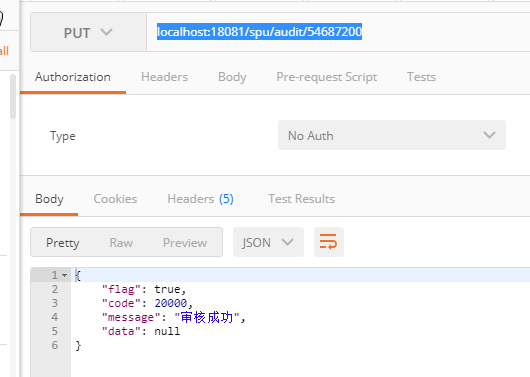 PUT localhost:18081/spu/audit/54687200
all
Authorization Headers Body Pre-request Script Tests
Type No Auth
Body Cookies Headers (5) Test Results
Pretty Raw Preview JSON
1 {
2 "flag": true,
3 "code": 20000,
4 "message": "审核成功",
5 "data": null
6 }